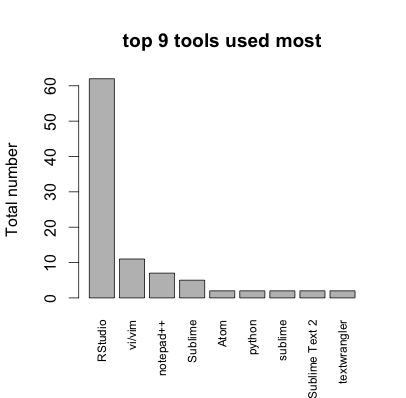 top 9 tools used most
Total number
60
50
40
30
20
10
0
RStudio
vi/vim
notepad++
Sublime
Atom
python
sublime
Sublime Text 2
textwrangler